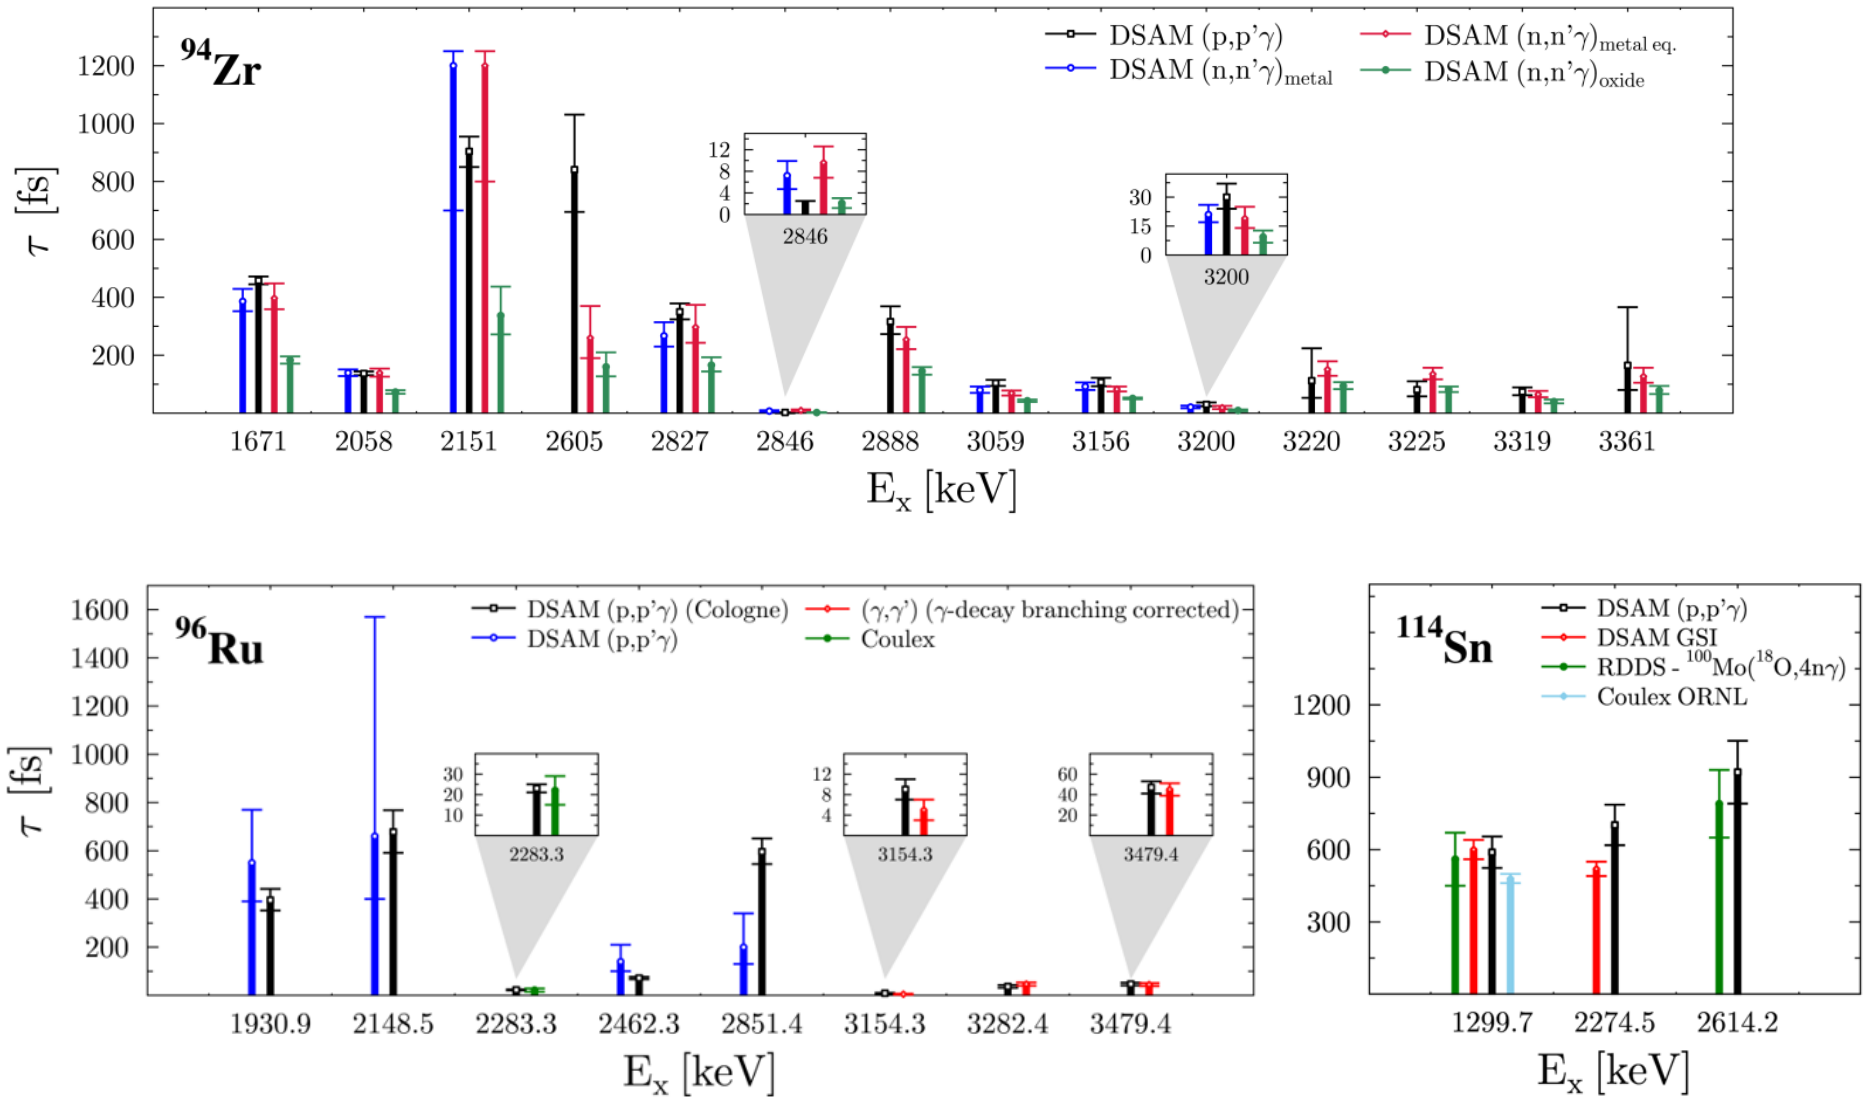 ⁹⁴Zr
DSAM (p,p'γ)
DSAM (n,n'γ)metal
DSAM (n,n'γ)metal eq.
DSAM (n,n'γ)oxide
τ [fs]
1200
1000
800
600
400
200
12
8
4
0
2846
30
15
0
3200
1671 2058 2151 2605 2827 2846 2888 3059 3156 3200 3220 3225 3319 3361
Eₓ [keV]
⁹⁶Ru
DSAM (p,p'γ) (Cologne)
DSAM (p,p'γ)
(γ,γ') (γ-decay branching corrected)
Coulex
τ [fs]
1600
1400
1200
1000
800
600
400
200
30
20
10
2283.3
12
8
4
3154.3
60
40
20
3479.4
1930.9 2148.5 2283.3 2462.3 2851.4 3154.3 3282.4 3479.4
Eₓ [keV]
¹¹⁴Sn
DSAM (p,p'γ)
DSAM GSI
RDDS - ¹⁰⁰Mo(¹⁸O,4nγ)
Coulex ORNL
1200
900
600
300
1299.7 2274.5 2614.2
Eₓ [keV]